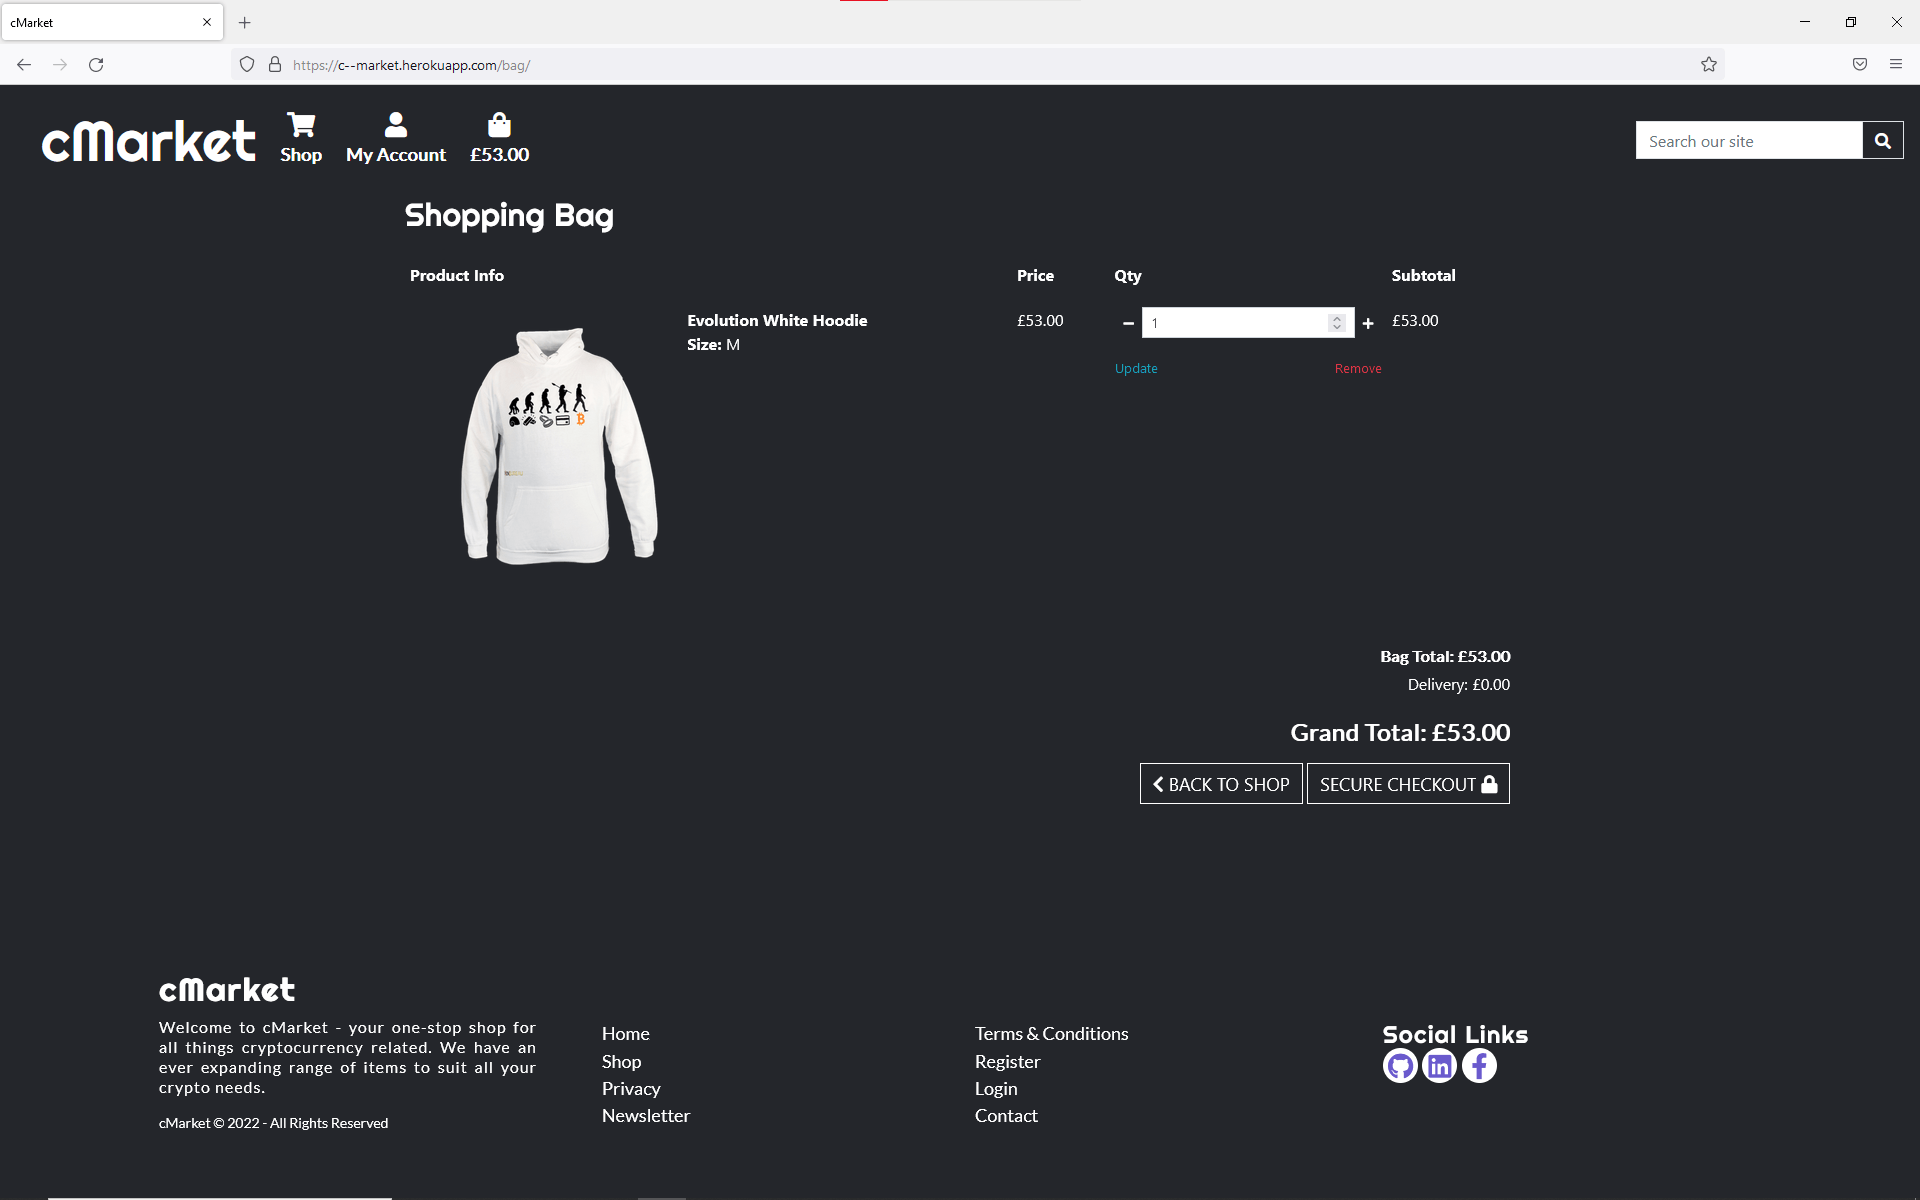 cMarket
https://c--market.herokuapp.com/bag/
cMarket
Shop
My Account
£53.00
Search our site
Shopping Bag
Product Info
Price
Qty
Subtotal
Evolution White Hoodie
Size: M
£53.00
1
£53.00
Update
Remove
Bag Total: £53.00
Delivery: £0.00
Grand Total: £53.00
BACK TO SHOP
SECURE CHECKOUT
cMarket
Welcome to cMarket - your one-stop shop for
all things cryptocurrency related. We have an
ever expanding range of items to suit all your
crypto needs.
cMarket © 2022 - All Rights Reserved
Home
Shop
Privacy
Newsletter
Terms & Conditions
Register
Login
Contact
Social Links